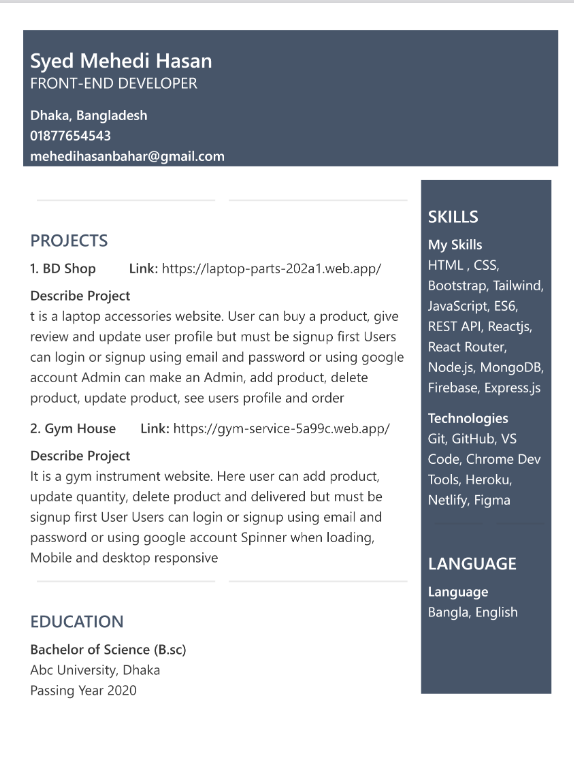 Syed Mehedi Hasan
FRONT-END DEVELOPER
Dhaka, Bangladesh
01877654543
mehedihasanbahar@gmail.com
PROJECTS
1. BD Shop Link: https://laptop-parts-202a1.web.app/
Describe Project
t is a laptop accessories website. User can buy a product, give
review and update user profile but must be signup first Users
can login or signup using email and password or using google
account Admin can make an Admin, add product, delete
product, update product, see users profile and order
2. Gym House Link: https://gym-service-5a99c.web.app/
Describe Project
It is a gym instrument website. Here user can add product,
update quantity, delete product and delivered but must be
signup first User Users can login or signup using email and
password or using google account Spinner when loading,
Mobile and desktop responsive
EDUCATION
Bachelor of Science (B.sc)
Abc University, Dhaka
Passing Year 2020
SKILLS
My Skills
HTML , CSS,
Bootstrap, Tailwind,
JavaScript, ES6,
REST API, Reactjs,
React Router,
Node.js, MongoDB,
Firebase, Express.js
Technologies
Git, GitHub, VS
Code, Chrome Dev
Tools, Heroku,
Netlify, Figma
LANGUAGE
Language
Bangla, English